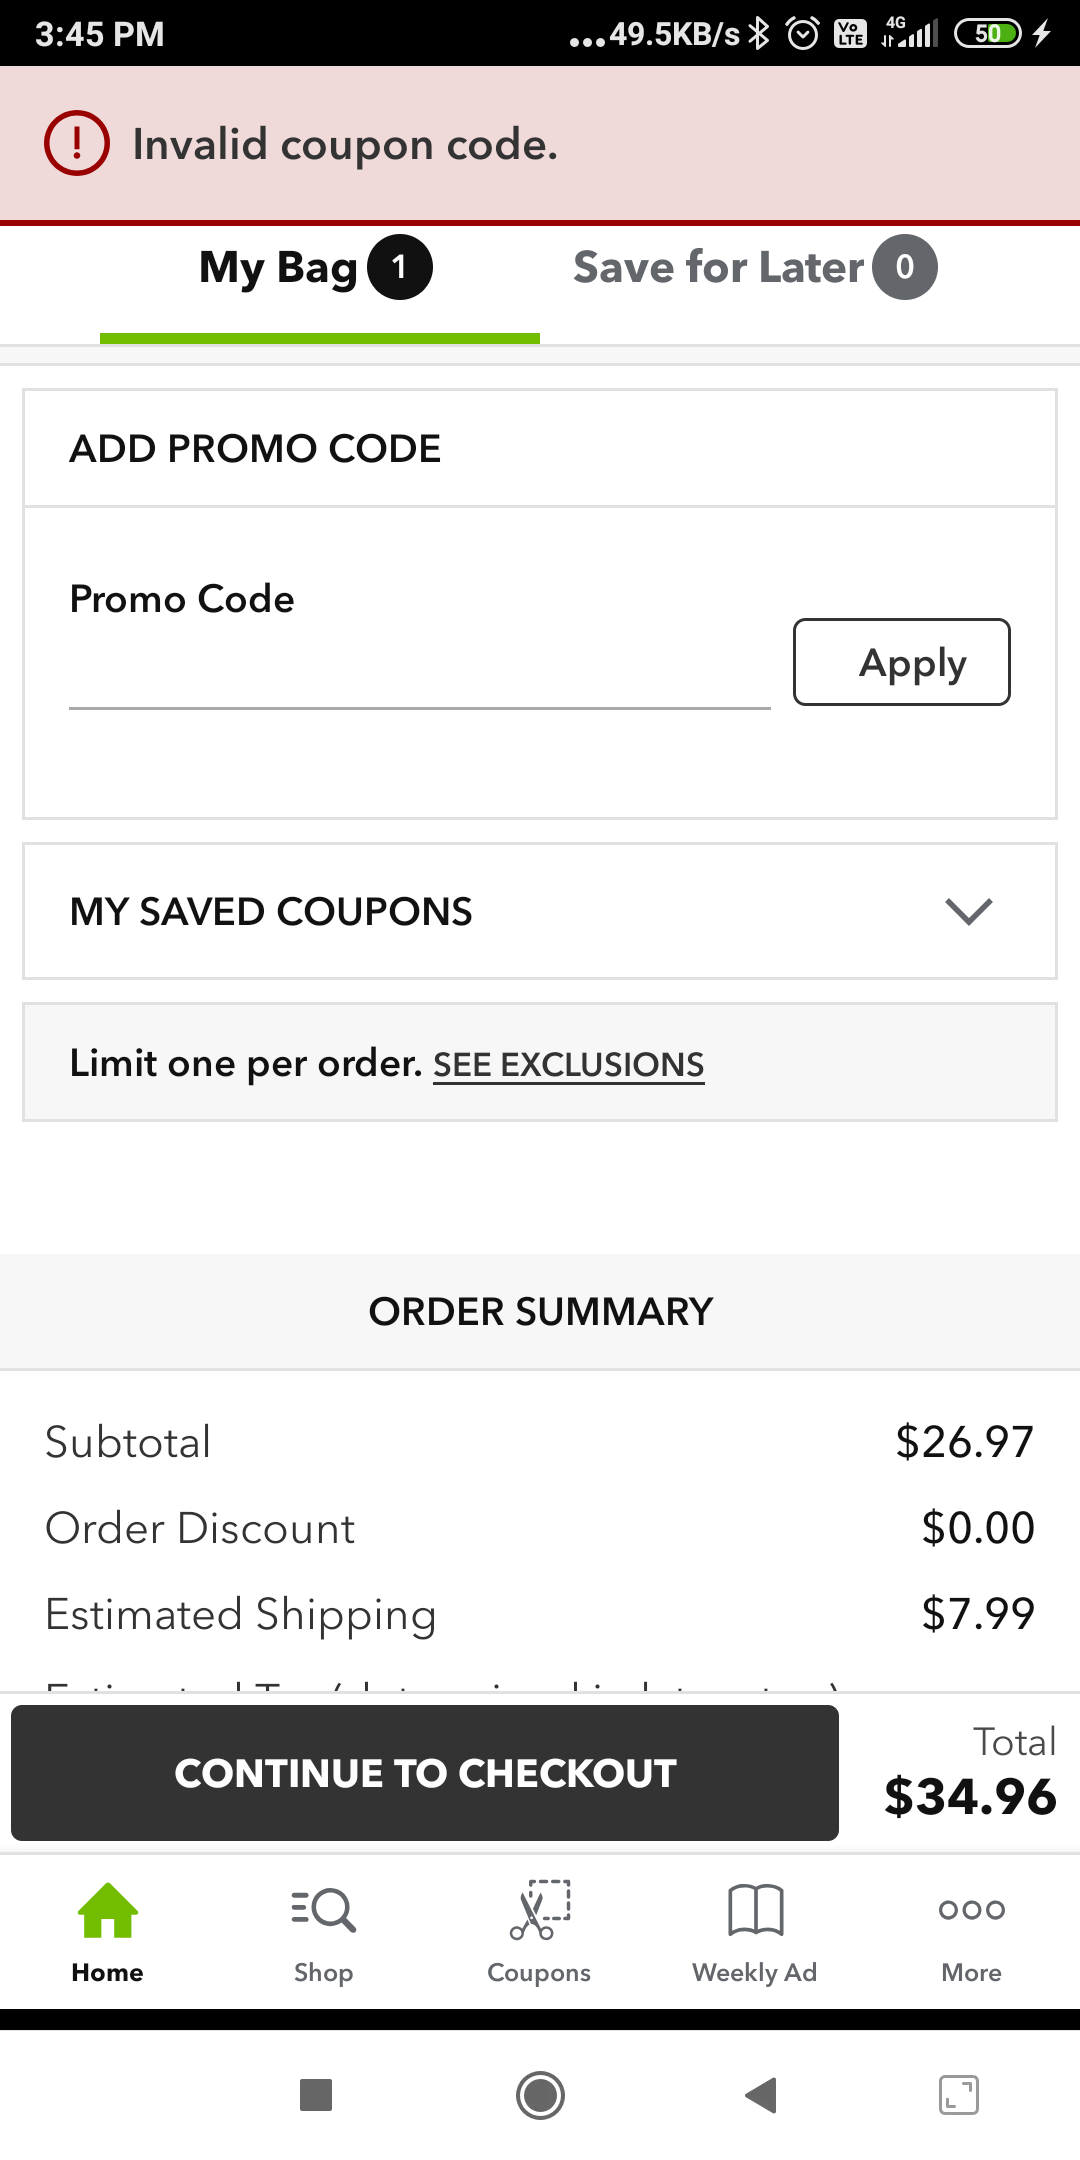 3:45 PM
...49.5KB/s
Vo
LTE
4G
50
Invalid coupon code.
My Bag 1
Save for Later 0
ADD PROMO CODE
Promo Code
Apply
MY SAVED COUPONS
Limit one per order. SEE EXCLUSIONS
ORDER SUMMARY
Subtotal $26.97
Order Discount $0.00
Estimated Shipping $7.99
CONTINUE TO CHECKOUT
Total
$34.96
Home
Shop
Coupons
Weekly Ad
More